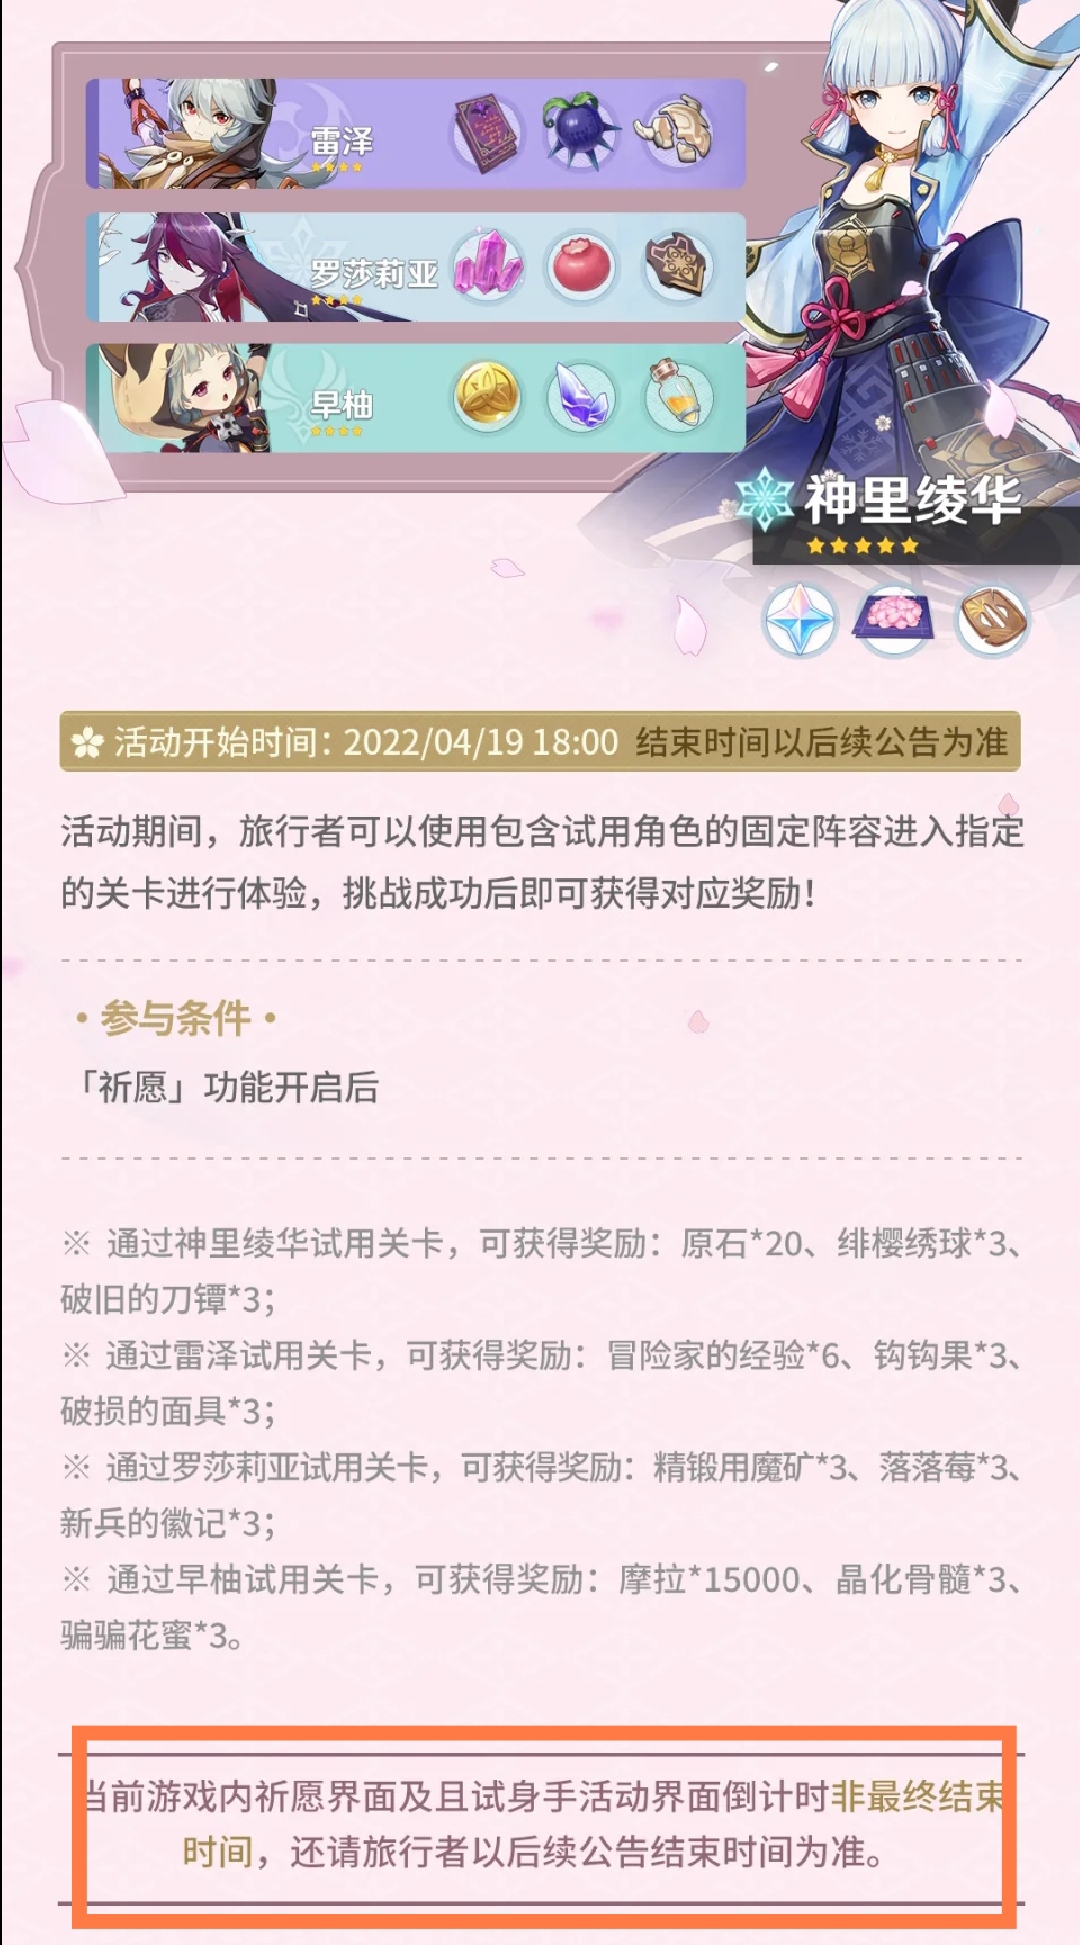 雷泽
罗莎莉亚
早柚
神里绫华
活动开始时间：2022/04/19 18:00 结束时间以后续公告为准
活动期间，旅行者可以使用包含试用角色的固定阵容进入指定
的关卡进行体验，挑战成功后即可获得对应奖励！
·参与条件·
「祈愿」功能开启后
※ 通过神里绫华试用关卡，可获得奖励：原石*20、绯樱绣球*3、
破旧的刀镡*3；
※ 通过雷泽试用关卡，可获得奖励：冒险家的经验*6、钩钩果*3、
破损的面具*3；
※ 通过罗莎莉亚试用关卡，可获得奖励：精锻用魔矿*3、落落莓*3、
新兵的徽记*3；
※ 通过早柚试用关卡，可获得奖励：摩拉*15000、晶化骨髓*3、
骗骗花蜜*3。
当前游戏内祈愿界面及且试身手活动界面倒计时非最终结束
时间，还请旅行者以后续公告结束时间为准。